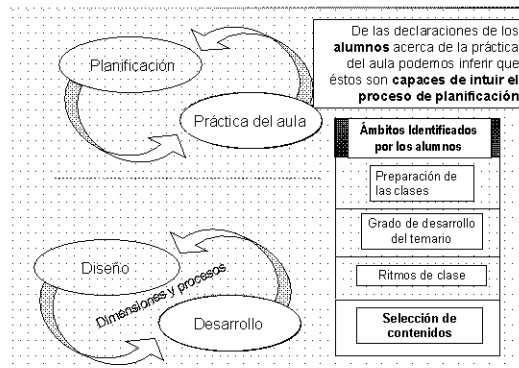 De las declaraciones de los
alumnos acerca de la práctica
del aula podemos inferir que
éstos son capaces de intuir el
proceso de planificación
Planificación
Práctica del aula
Ámbitos Identificados
por los alumnos
Preparación de
las clases
Grado de desarrollo
del temario
Ritmos de clase
Selección de
contenidos
Diseño
Dimensiones y procesos
Desarrollo